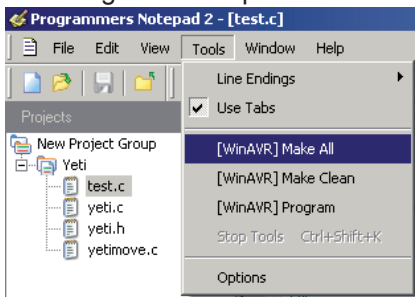 Programmers Notepad 2 - [test.c]
File Edit View Tools Window Help
Line Endings
Use Tabs
Projects
New Project Group
Yeti
test.c
yeti.c
yeti.h
yetimove.c
[WinAVR] Make All
[WinAVR] Make Clean
[WinAVR] Program
Stop Tools Ctrl+Shift+K
Options